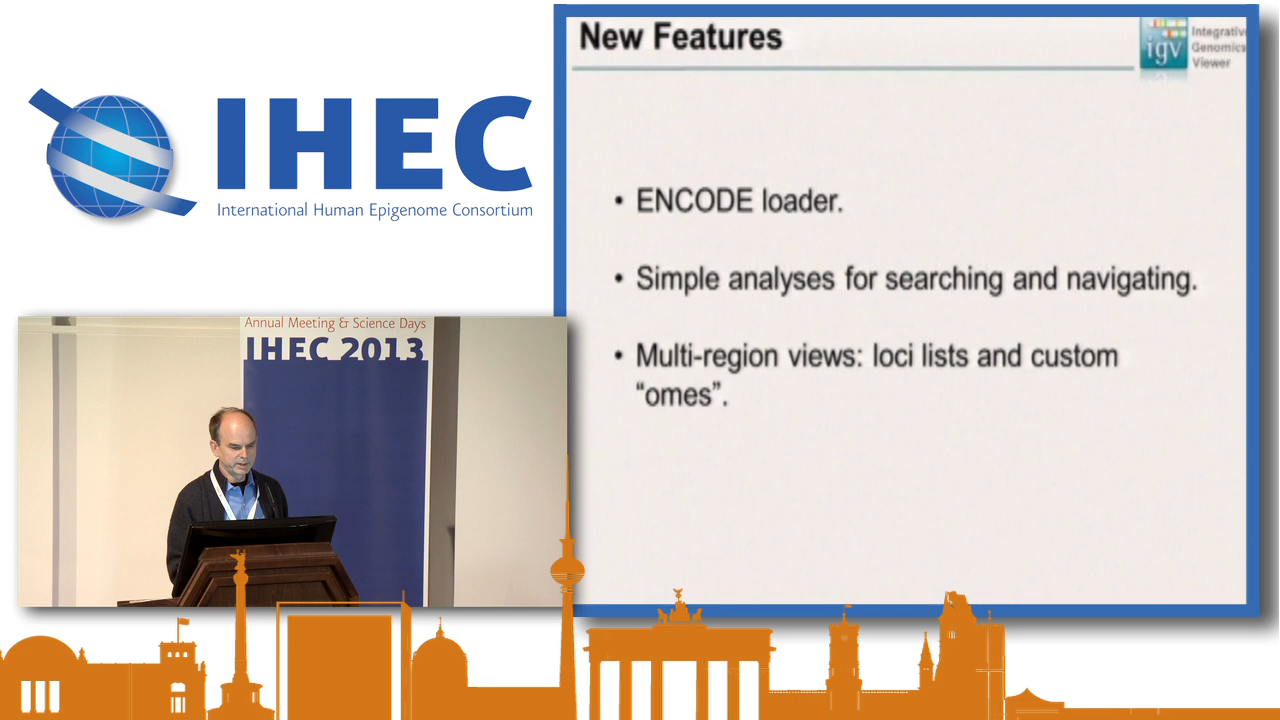 IHEC
International Human Epigenome Consortium
Annual Meeting & Science Days
IHEC 2013
New Features
igv
Integrative
Genomics
Viewer
• ENCODE loader.
• Simple analyses for searching and navigating.
• Multi-region views: loci lists and custom
“omes”.